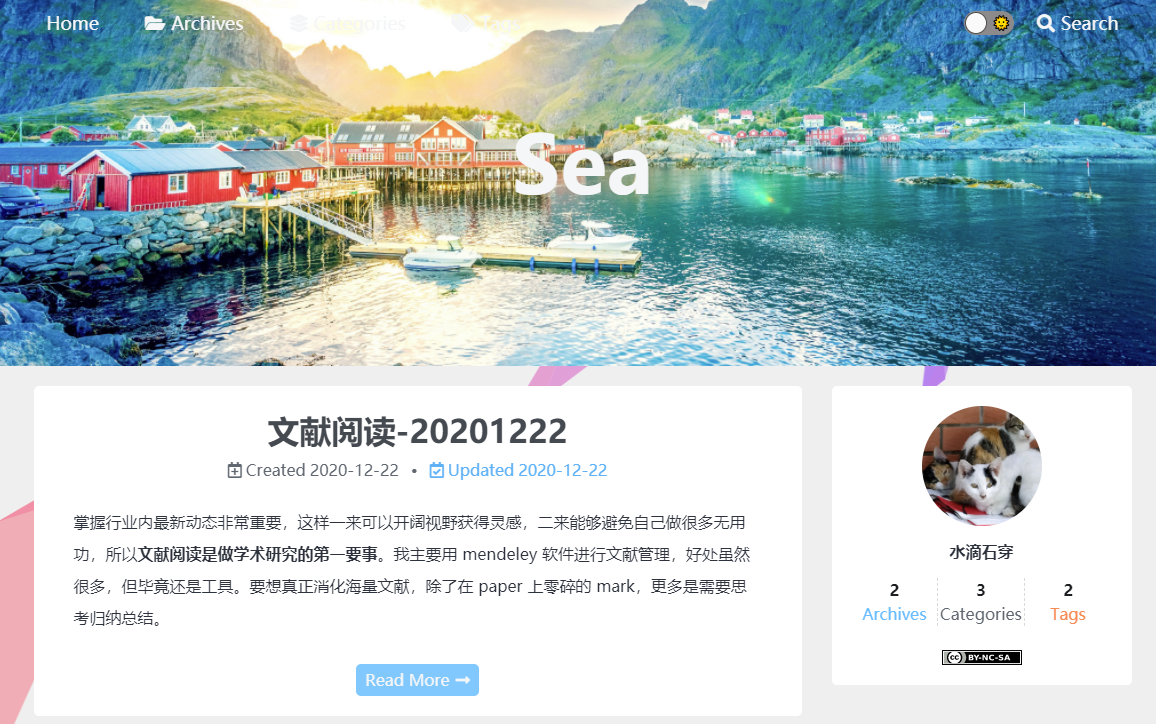 Home Archives Categories Tags Search
Sea
文献阅读-20201222
Created 2020-12-22 • Updated 2020-12-22
掌握行业内最新动态非常重要，这样一来可以开阔视野获得灵感，二来能够避免自己做很多无用
功，所以文献阅读是做学术研究的第一要事。我主要用 mendeley 软件进行文献管理，好处虽然
很多，但毕竟还是工具。要想真正消化海量文献，除了在 paper 上零碎的 mark，更多是需要思
考归纳总结。
Read More
水滴石穿
2 3 2
Archives Categories Tags
cc BY-NC-SA